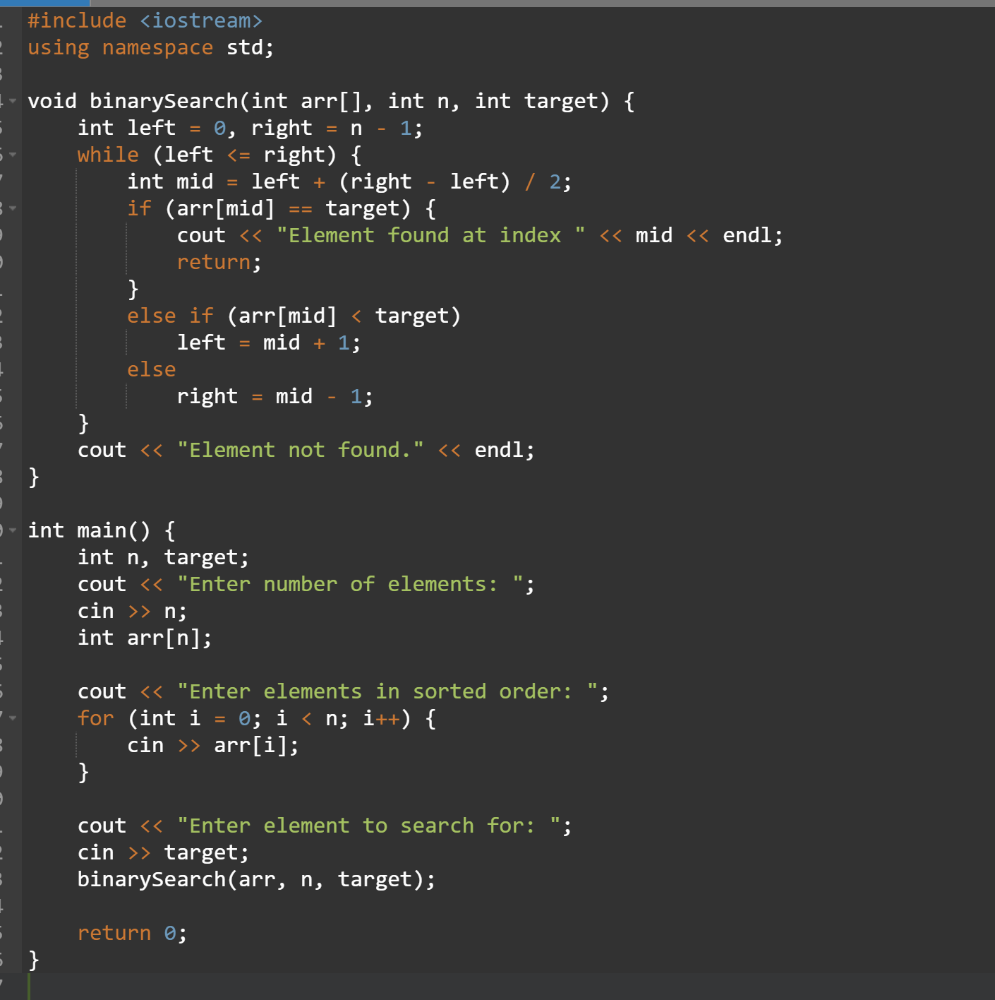 #include <iostream>
using namespace std;
void binarySearch(int arr[], int n, int target) {
    int left = 0, right = n - 1;
    while (left <= right) {
        int mid = left + (right - left) / 2;
        if (arr[mid] == target) {
            cout << "Element found at index " << mid << endl;
            return;
        }
        else if (arr[mid] < target)
            left = mid + 1;
        else
            right = mid - 1;
    }
    cout << "Element not found." << endl;
}
int main() {
    int n, target;
    cout << "Enter number of elements: ";
    cin >> n;
    int arr[n];
    cout << "Enter elements in sorted order: ";
    for (int i = 0; i < n; i++) {
        cin >> arr[i];
    }
    cout << "Enter element to search for: ";
    cin >> target;
    binarySearch(arr, n, target);
    return 0;
}